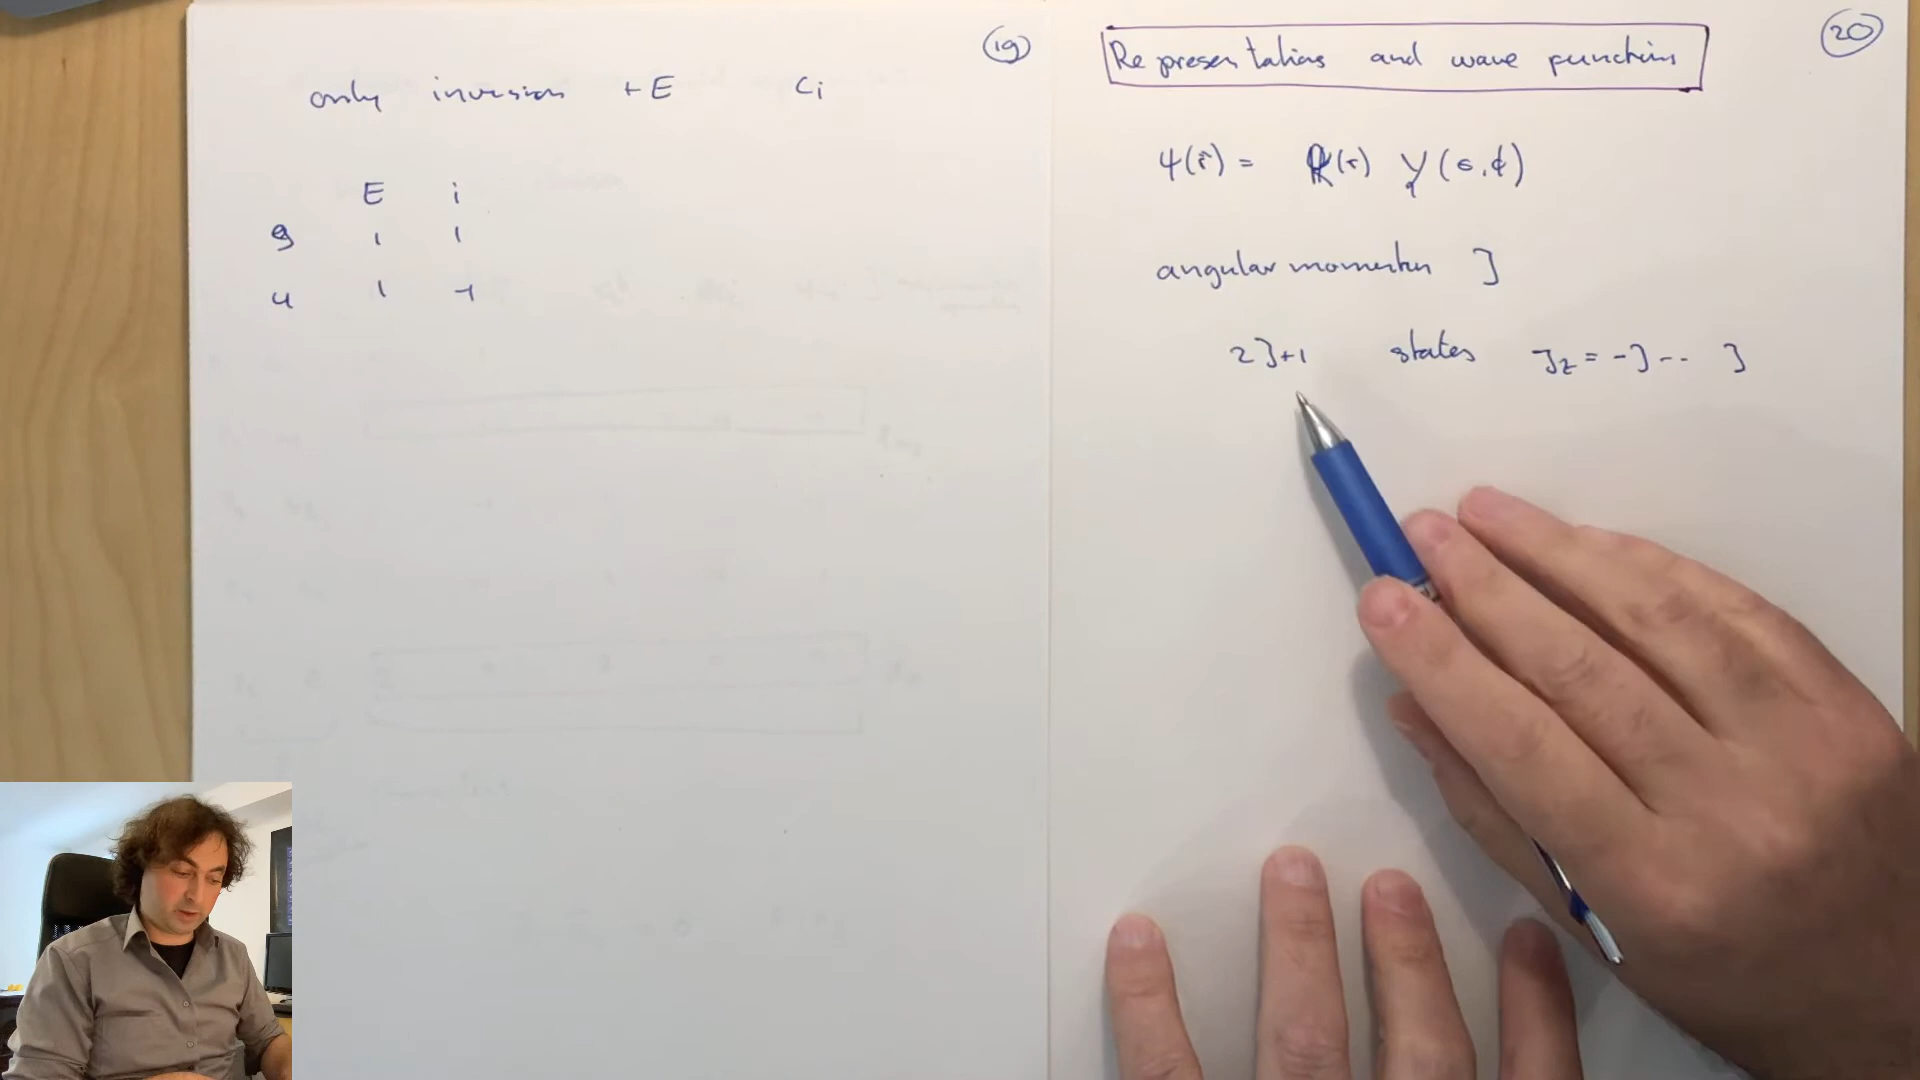 19
only inversion + E Ci
E i
g 1 1
u 1 -1
20
Representations and wave functions
ψ(r⃗) = R(r) Y(θ,ϕ)
angular momentum J
2J+1 states Jz = -J -- J